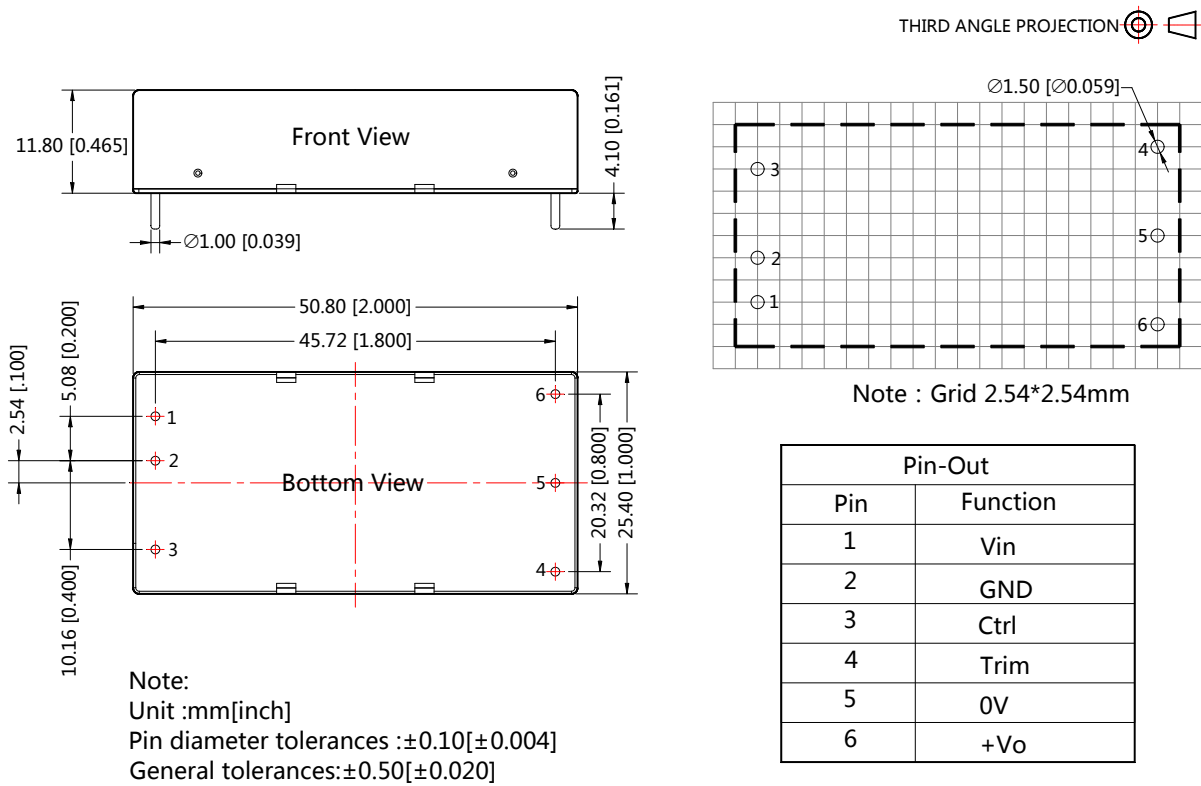 THIRD ANGLE PROJECTION
11.80 [0.465]
Front View
4.10 [0.161]
∅1.00 [0.039]
∅1.50 [∅0.059]
4
3
5
2
1
6
Note : Grid 2.54*2.54mm
50.80 [2.000]
45.72 [1.800]
2.54 [.100]
5.08 [0.200]
10.16 [0.400]
1
2
3
Bottom View
6
5
4
20.32 [0.800]
25.40 [1.000]
Pin-Out
Pin Function
1 Vin
2 GND
3 Ctrl
4 Trim
5 0V
6 +Vo
Note:
Unit :mm[inch]
Pin diameter tolerances :±0.10[±0.004]
General tolerances:±0.50[±0.020]